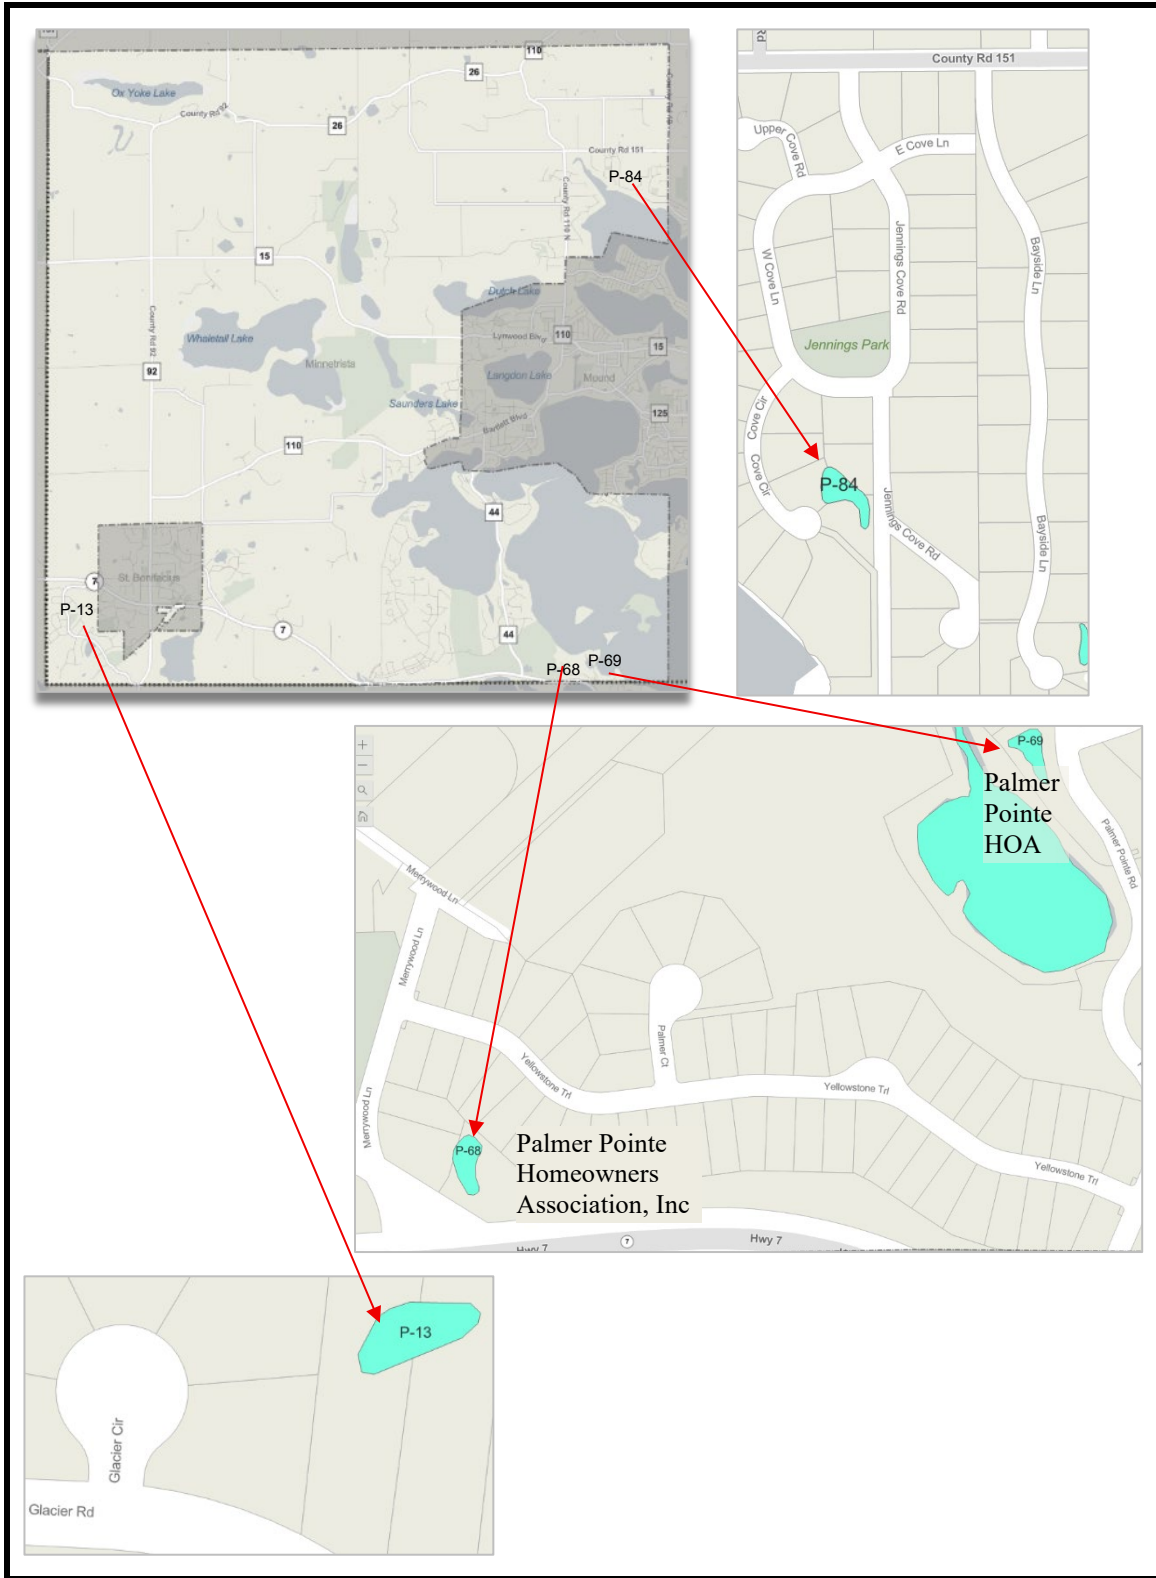 110
26
Ox Yoke Lake
County Rd 92
26
County Rd 151
P-84
County Rd 110 N
15
Dutch Lake
County Rd 92
Whaletail Lake
Lynwood Blvd
110
15
Minnetrista
Langdon Lake
Mound
92
Saunders Lake
125
Bartlett Blvd
110
44
7
St. Bonifacius
P-13
7
44
P-68
P-69
County Rd 151
Upper Cove Rd
E Cove Ln
W Cove Ln
Jennings Cove Rd
Bayside Ln
Jennings Park
Cove Cir
Cove Cir
P-84
Jennings Cove Rd
Bayside Ln
P-69
Palmer
Pointe
HOA
Palmer Pointe Rd
Merrywood Ln
Merrywood Ln
Palmer Ct
Yellowstone Trl
Yellowstone Trl
Merrywood Ln
P-68
Palmer Pointe
Homeowners
Association, Inc
Yellowstone Trl
Hwy 7
7
Hwy 7
P-13
Glacier Cir
Glacier Rd